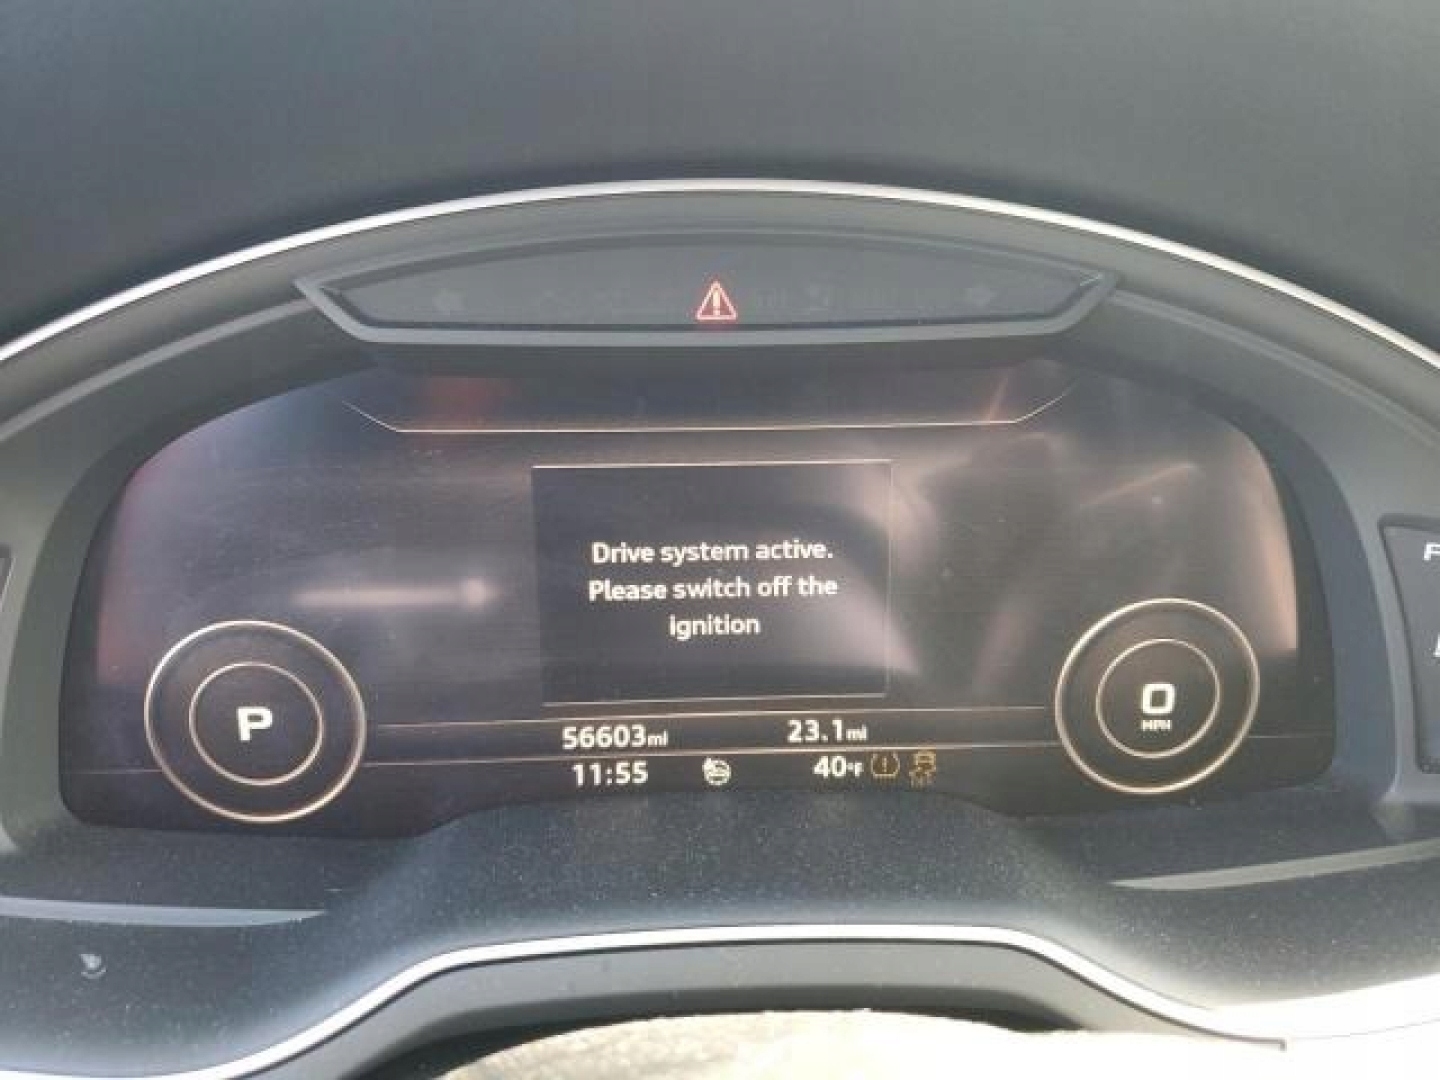 Drive system active.
Please switch off the
ignition
P
0
MPH
56603mi 23.1mi
11:55 40°F
F